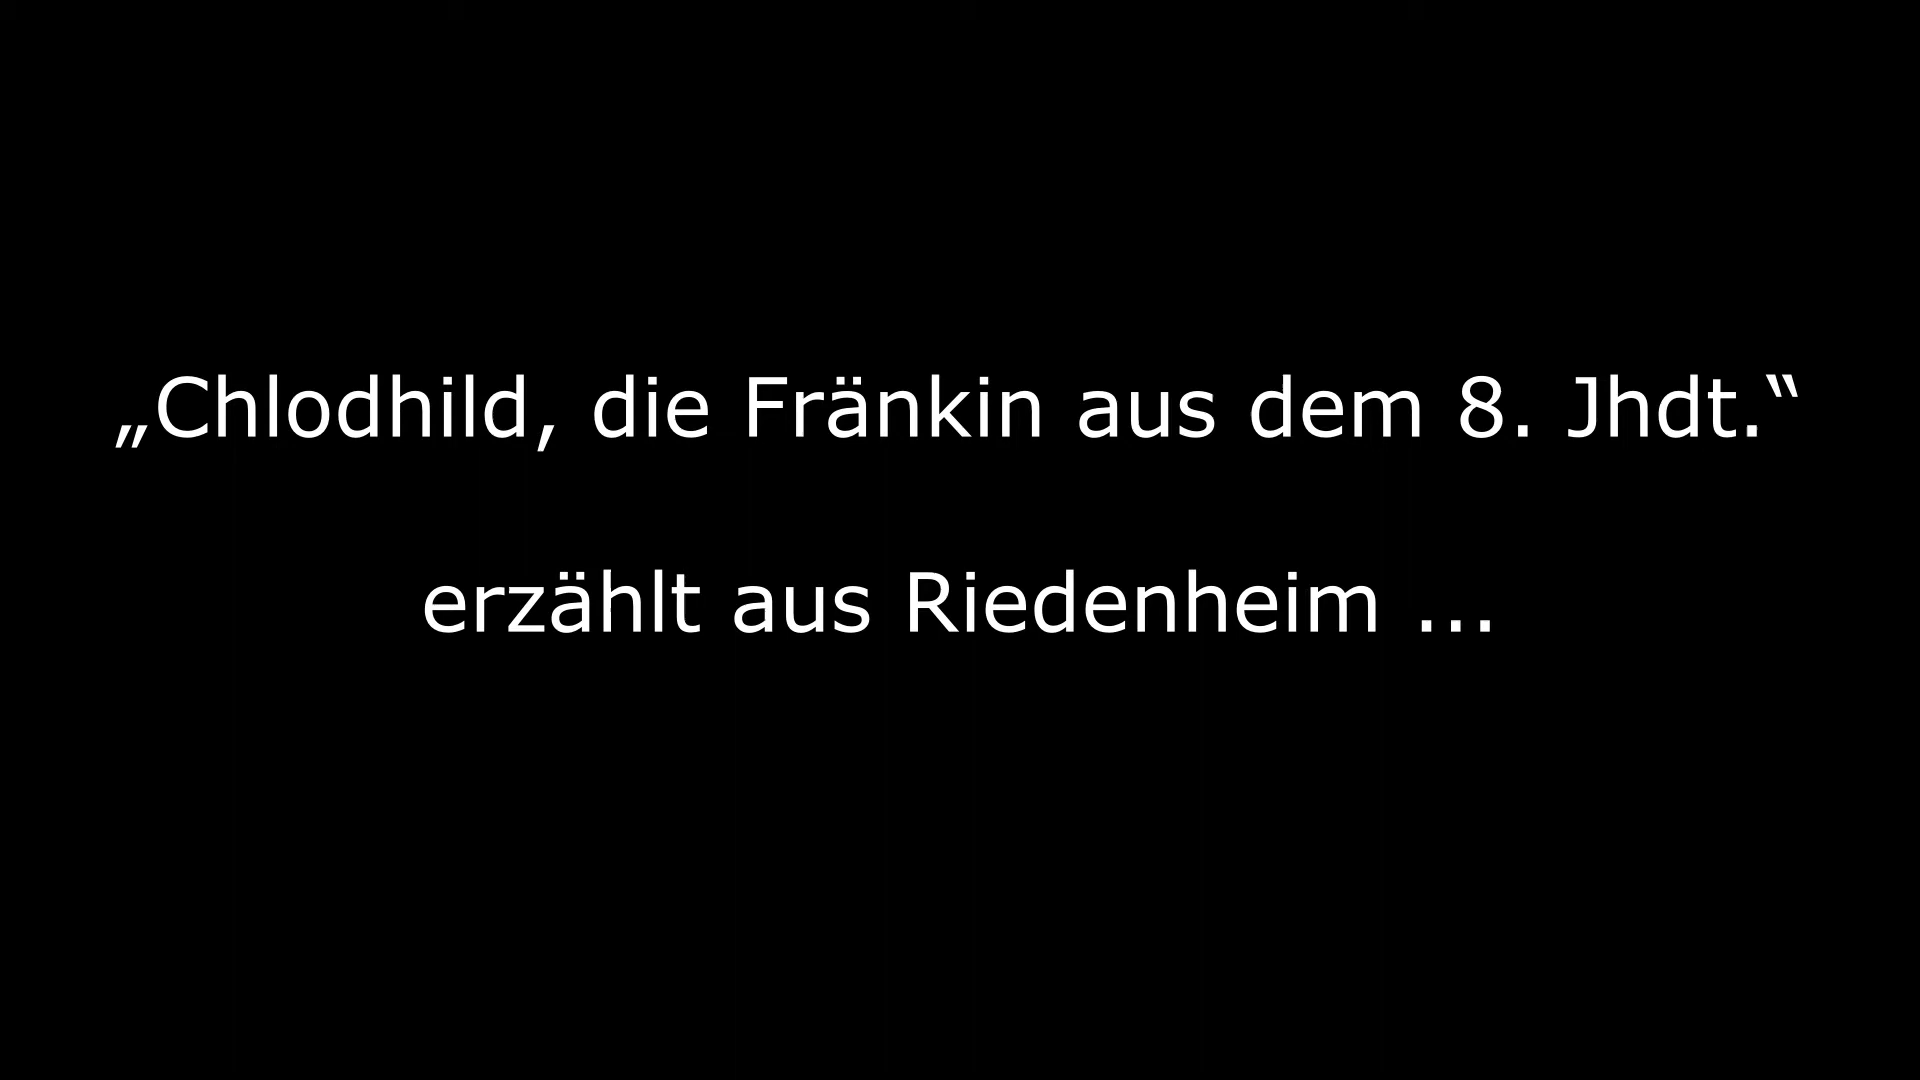 „Chlodhild, die Fränkin aus dem 8. Jhdt.“
erzählt aus Riedenheim ...